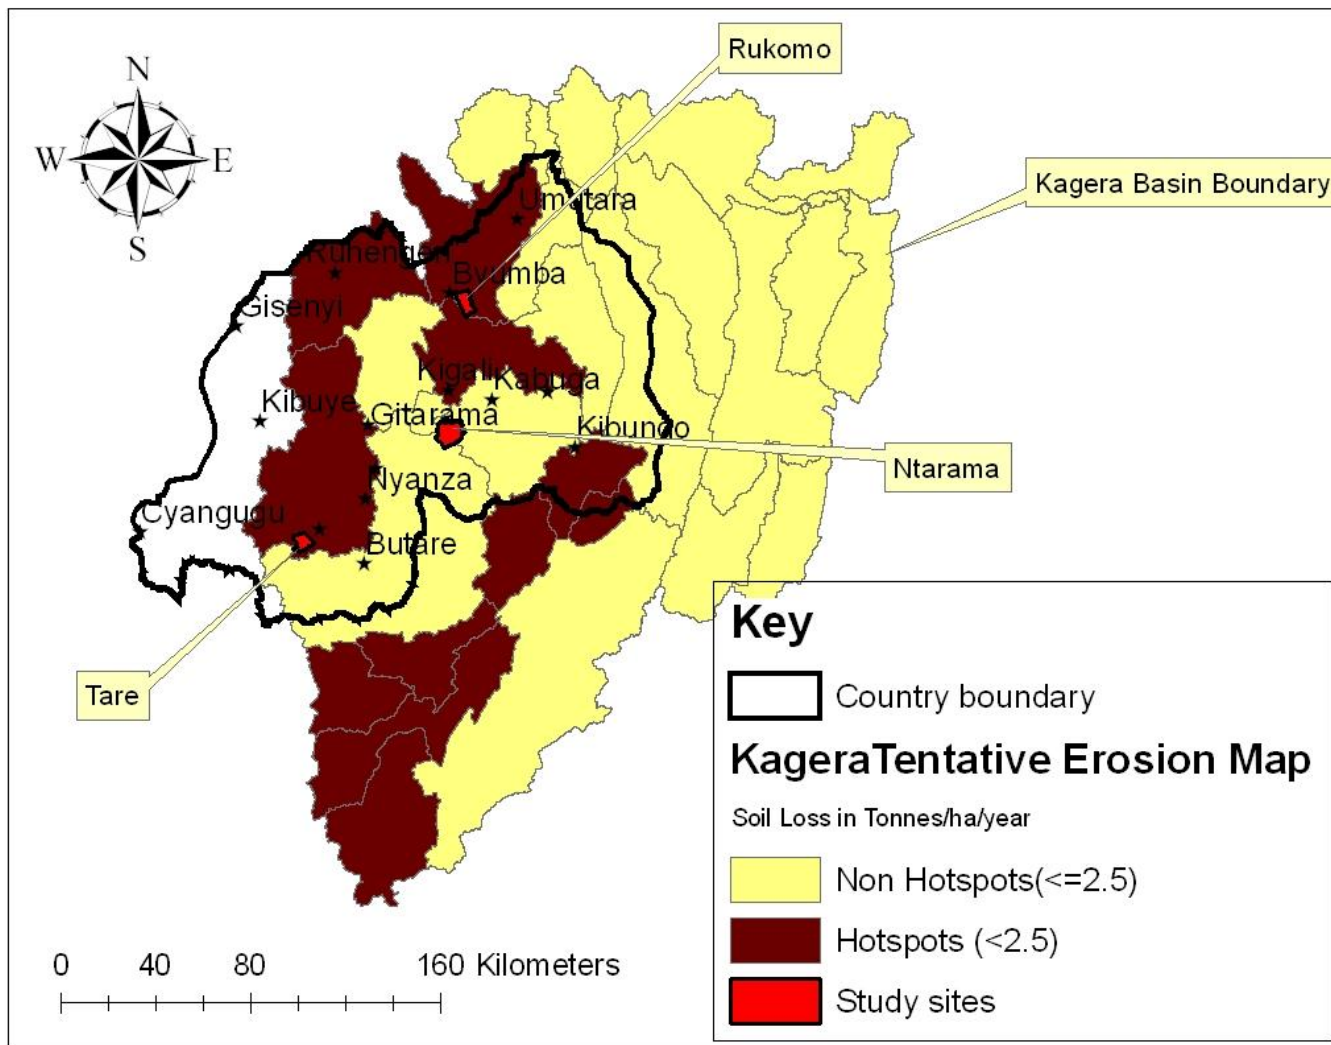 Rukomo
N
W E
S
Kagera Basin Boundary
Umutara
Ruhengeri
Byumba
Gisenyi
Kigali
Kabuga
Kibuye
Gitarama
Kibungo
Ntarama
Nyanza
Cyangugu
Butare
Tare
Key
Country boundary
KageraTentative Erosion Map
Soil Loss in Tonnes/ha/year
Non Hotspots(<=2.5)
Hotspots (<2.5)
Study sites
0 40 80 160 Kilometers